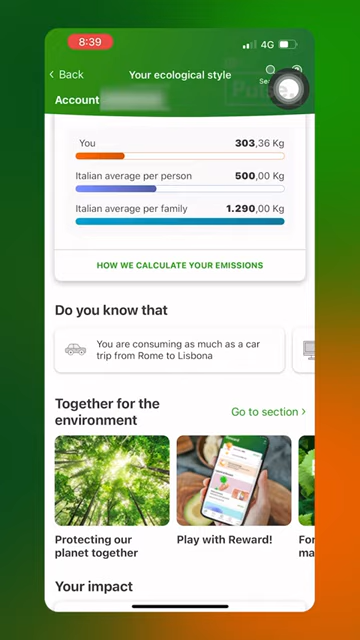 8:39
4G
Back
Your ecological style
Account
You
303,36 Kg
Italian average per person
500,00 Kg
Italian average per family
1.290,00 Kg
HOW WE CALCULATE YOUR EMISSIONS
Do you know that
You are consuming as much as a car
trip from Rome to Lisbona
Together for the
environment
Go to section
Protecting our
planet together
Play with Reward!
Your impact